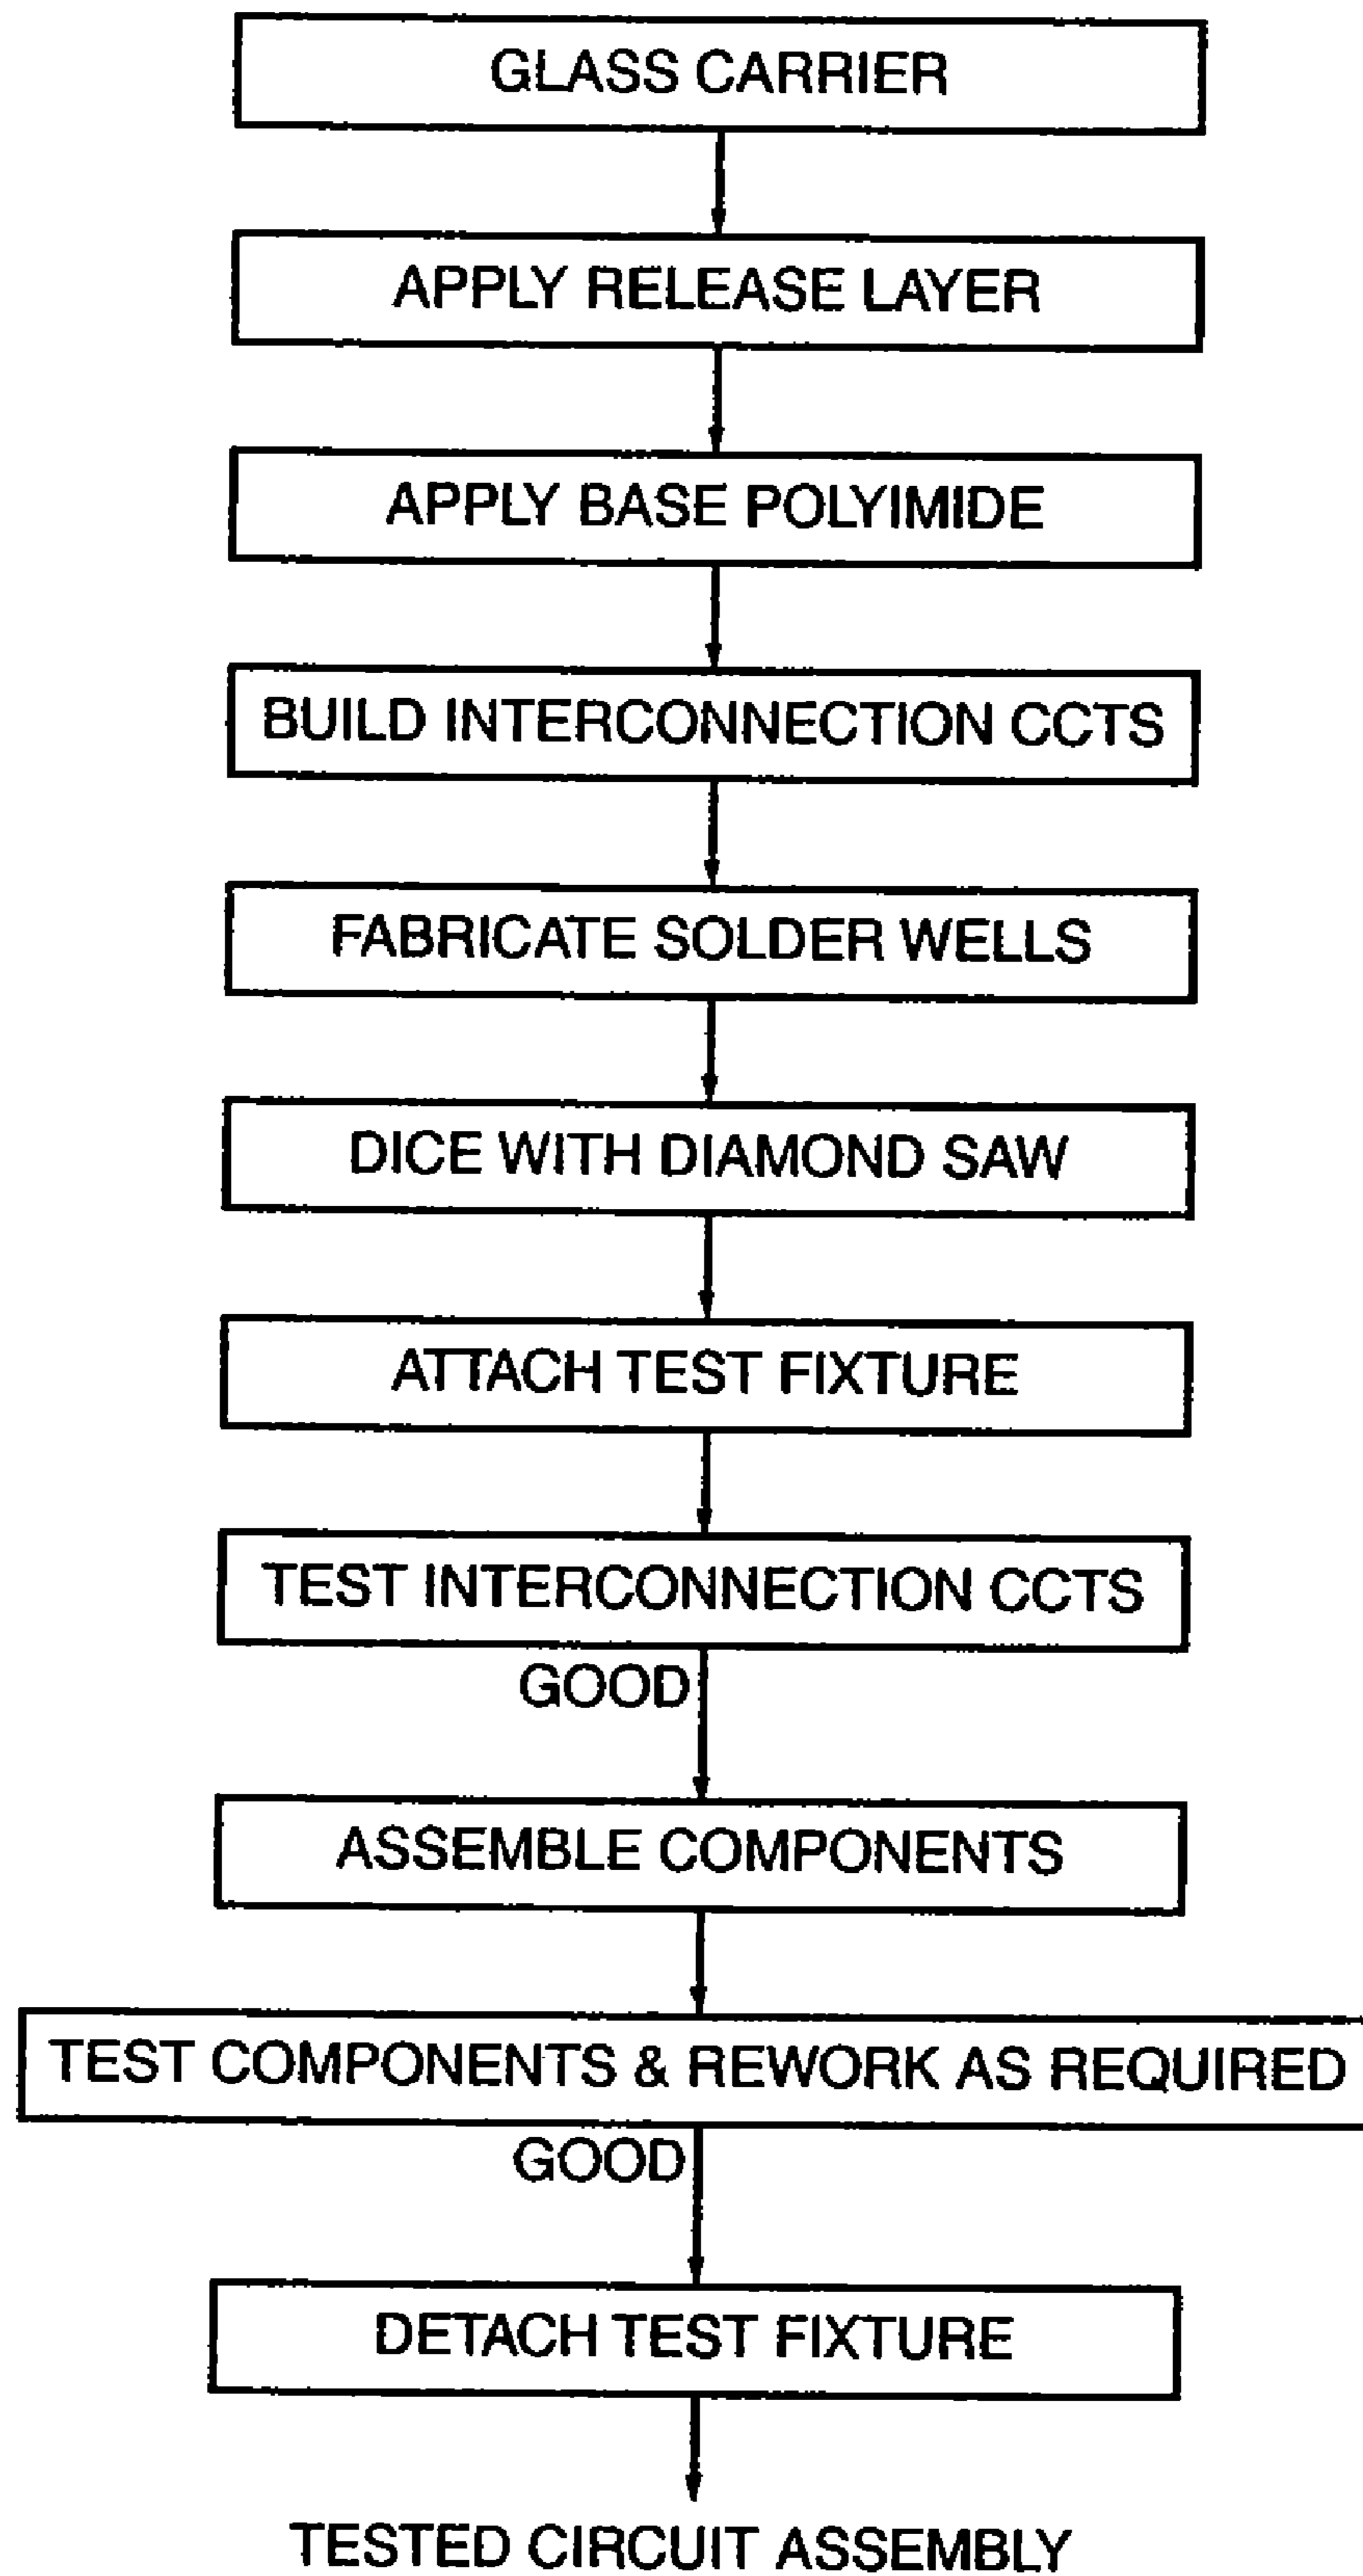 GLASS CARRIER
APPLY RELEASE LAYER
APPLY BASE POLYIMIDE
BUILD INTERCONNECTION CCTS
FABRICATE SOLDER WELLS
DICE WITH DIAMOND SAW
ATTACH TEST FIXTURE
TEST INTERCONNECTION CCTS
GOOD
ASSEMBLE COMPONENTS
TEST COMPONENTS & REWORK AS REQUIRED
GOOD
DETACH TEST FIXTURE
TESTED CIRCUIT ASSEMBLY